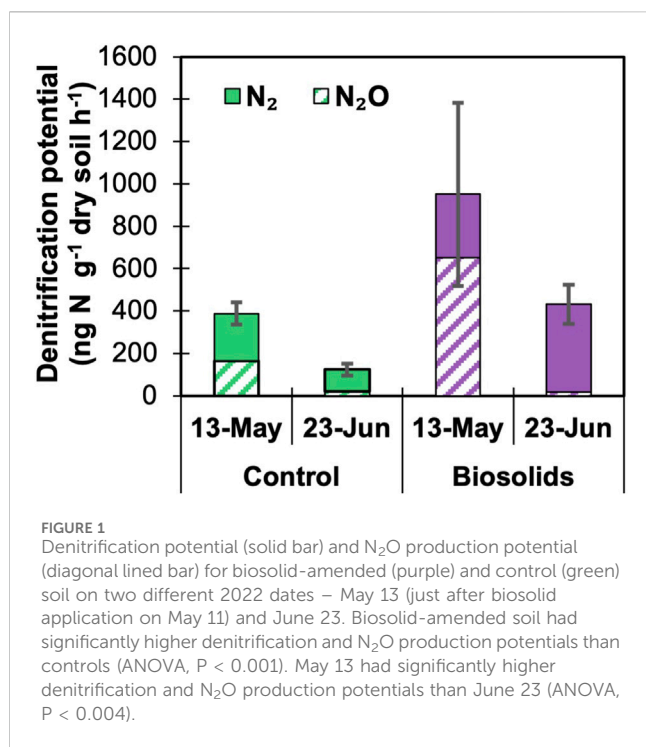 Denitrification potential
(ng N g⁻¹ dry soil h⁻¹)
1600
1400
1200
1000
800
600
400
200
0
N₂ N₂O
13-May 23-Jun 13-May 23-Jun
Control Biosolids
FIGURE 1
Denitrification potential (solid bar) and N₂O production potential
(diagonal lined bar) for biosolid-amended (purple) and control (green)
soil on two different 2022 dates – May 13 (just after biosolid
application on May 11) and June 23. Biosolid-amended soil had
significantly higher denitrification and N₂O production potentials than
controls (ANOVA, P < 0.001). May 13 had significantly higher
denitrification and N₂O production potentials than June 23 (ANOVA,
P < 0.004).